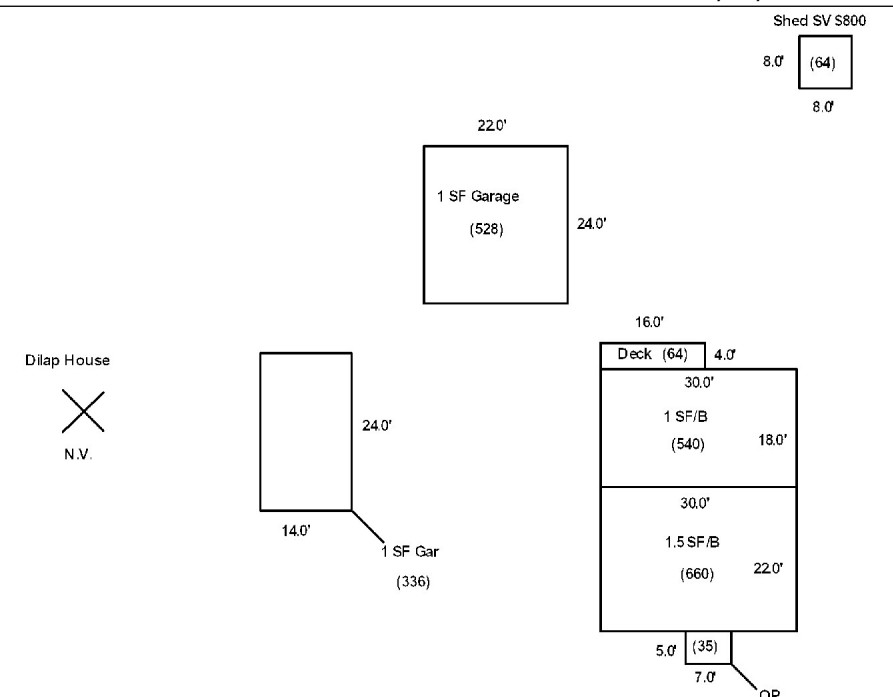 Shed SV S800
8.0'
(64)
8.0'
22.0'
1 SF Garage
(528)
24.0'
16.0'
Deck (64)
4.0'
Dilap House
N.V.
24.0'
14.0'
1 SF Gar
(336)
30.0'
1 SF/B
(540)
18.0'
30.0'
1.5 SF/B
(660)
22.0'
5.0'
(35)
7.0'
OP